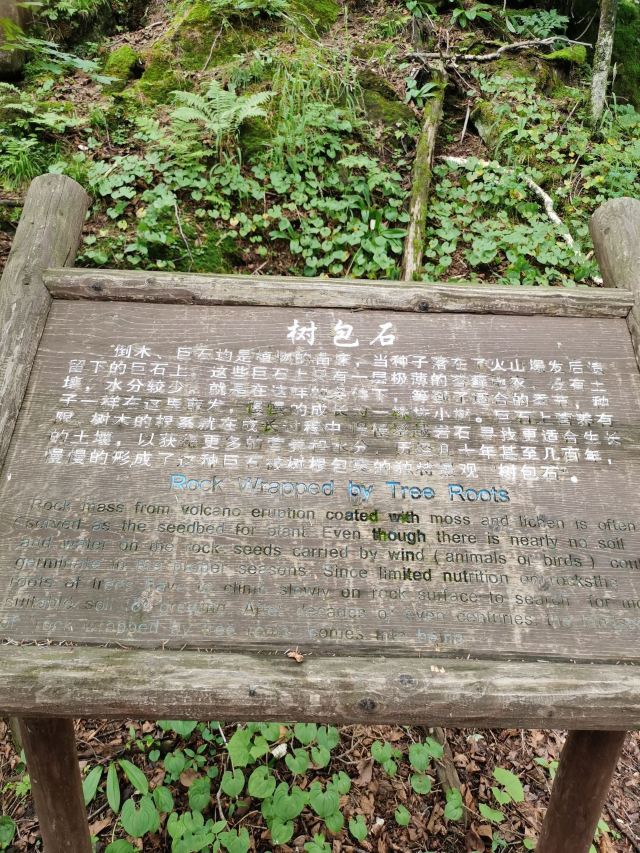 树包石
倒木、巨石均是植物的苗床，当种子落在了火山爆发后遗
留下的巨石上，这些巨石上只有一层极薄的苔藓地衣，没有土
壤，水分较少。就是在这样的条件下，等到了适合的季节，种
子一样在这里萌发，慢慢的成长为一棵棵小树。巨石上营养有
限，树木的根系就在成长过程中慢慢的越岩石寻找更适合生长
的土壤，以获得更多的营养和水分，历经几十年甚至几百年，
慢慢的形成了这种巨石被树根包裹的独特景观“树包石”。
Rock Wrapped by Tree Roots
Rock mass from volcano eruption coated with moss and lichen is often
served as the seedbed for plant. Even though there is nearly no soil
and water on the rock, seeds carried by wind (animals or birds) coul
germinate in the proper seasons. Since limited nutrition on rocks the
roots of trees have to climb slowly on rock surface to search for mo
suitable soil for growing. After decades or even centuries, the
of rock wrapped by tree roots comes into being